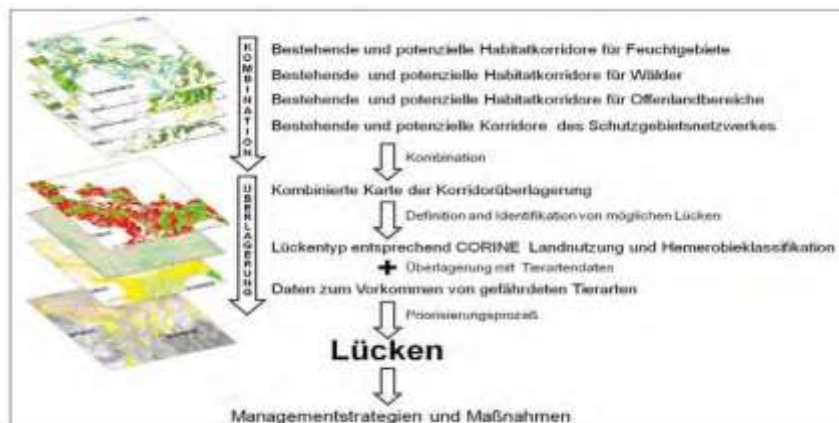 KOMBINATION
Bestehende und potenzielle Habitatkorridore für Feuchtgebiete
Bestehende und potenzielle Habitatkorridore für Wälder
Bestehende und potenzielle Habitatkorridore für Offenlandbereiche
Bestehende und potenzielle Korridore des Schutzgebietsnetzwerkes
Kombination
ÜBERLAGERUNG
Kombinierte Karte der Korridorüberlagerung
Definition and Identifikation von möglichen Lücken
Lückentyp entsprechend CORINE Landnutzung und Hemerobieklassifikation
+ Überlagerung mit Tierartendaten
Daten zum Vorkommen von gefährdeten Tierarten
Priorisierungsprozeß
Lücken
Managementstrategien und Maßnahmen